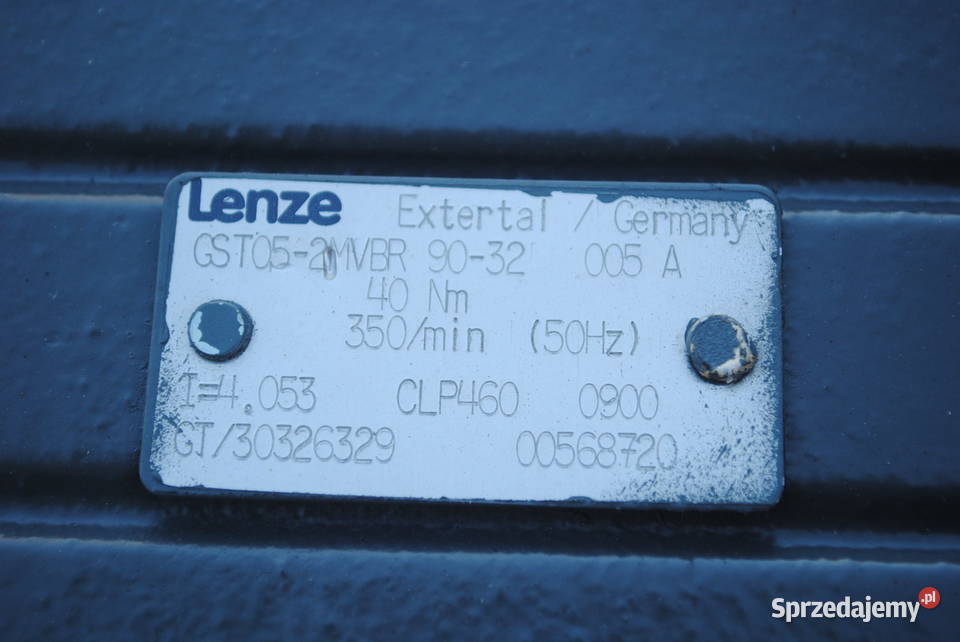 Lenze Extertal / Germany
GST05-2MVBR 90-32 005 A
40 Nm
350/min (50Hz)
I=4.053 CLP460 0900
GT/30326329 00568720
Sprzedajemy.pl